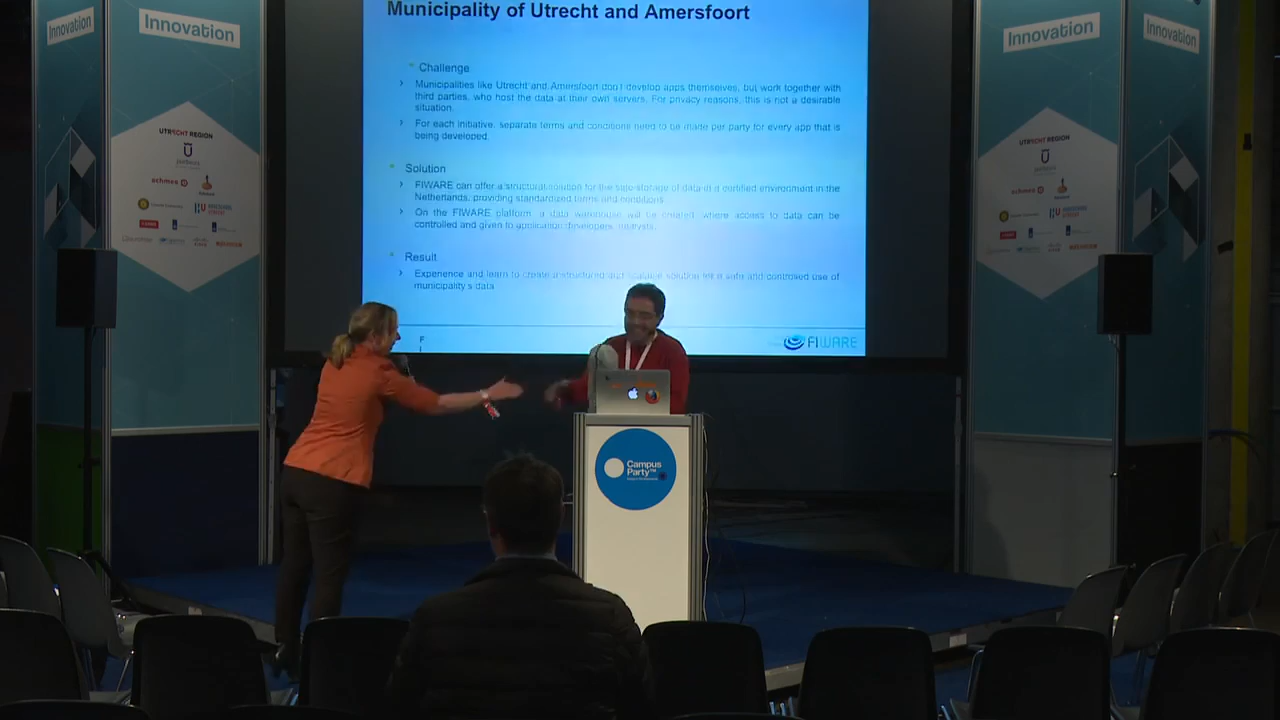 Municipality of Utrecht and Amersfoort
Innovation
Innovation
Innovation
Innovation
Challenge
Municipalities like Utrecht and Amersfoort don't develop apps themselves, but work together with
third parties, who host the data at their own servers. For privacy reasons, this is not a desirable
situation.
For each initiative, separate terms and conditions need to be made per party for every app that is
being developed.
Solution
FIWARE can offer a structural solution for the safe storage of data in a certified environment in the
Netherlands, providing standardized terms and conditions.
On the FIWARE platform, a data warehouse will be created, where access to data can be
controlled and given to application developers,
Result
Experience and learn to create a structured and scalable solution for a safe and controlled use of
municipality's data
F
FIWARE
UTRECHT REGION
achmea
UTRECHT REGION
achmea
Campus
Party™